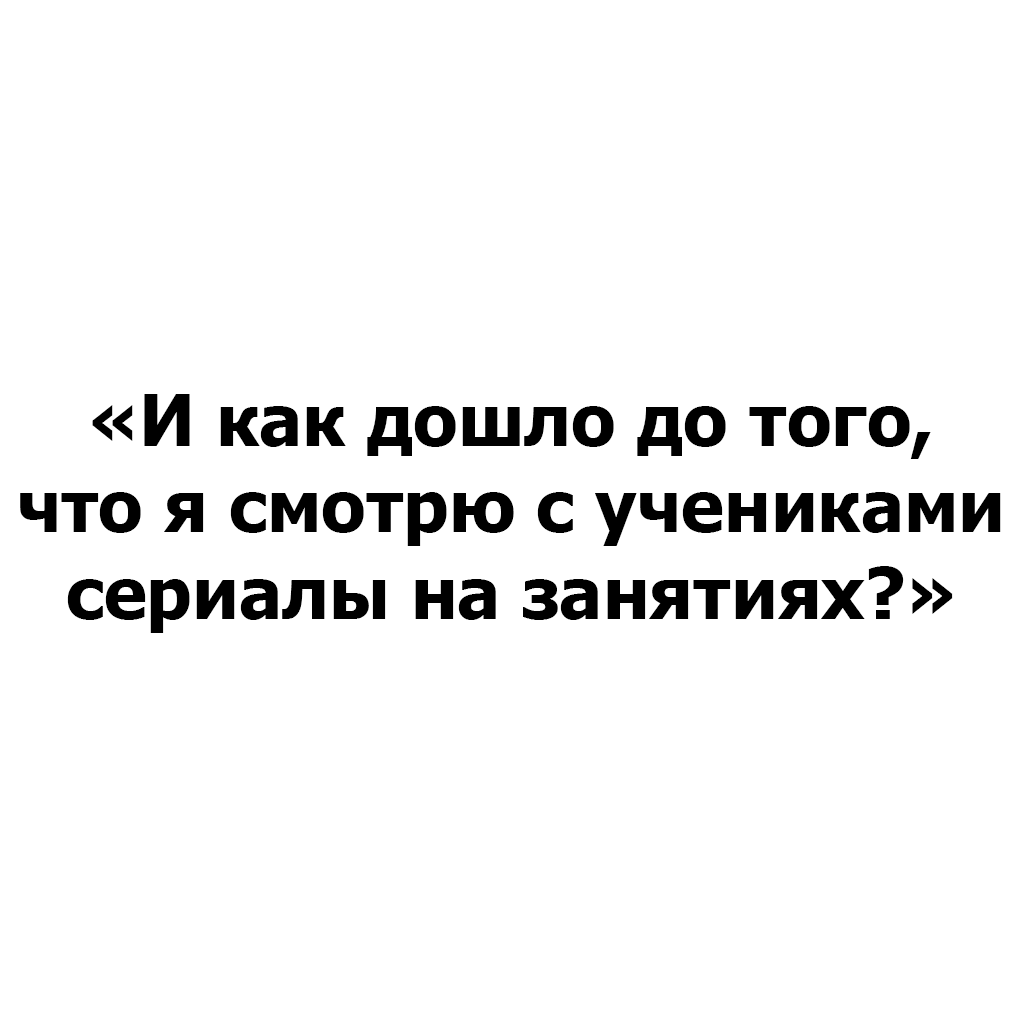 «И как дошло до того,
что я смотрю с учениками
сериалы на занятиях?»